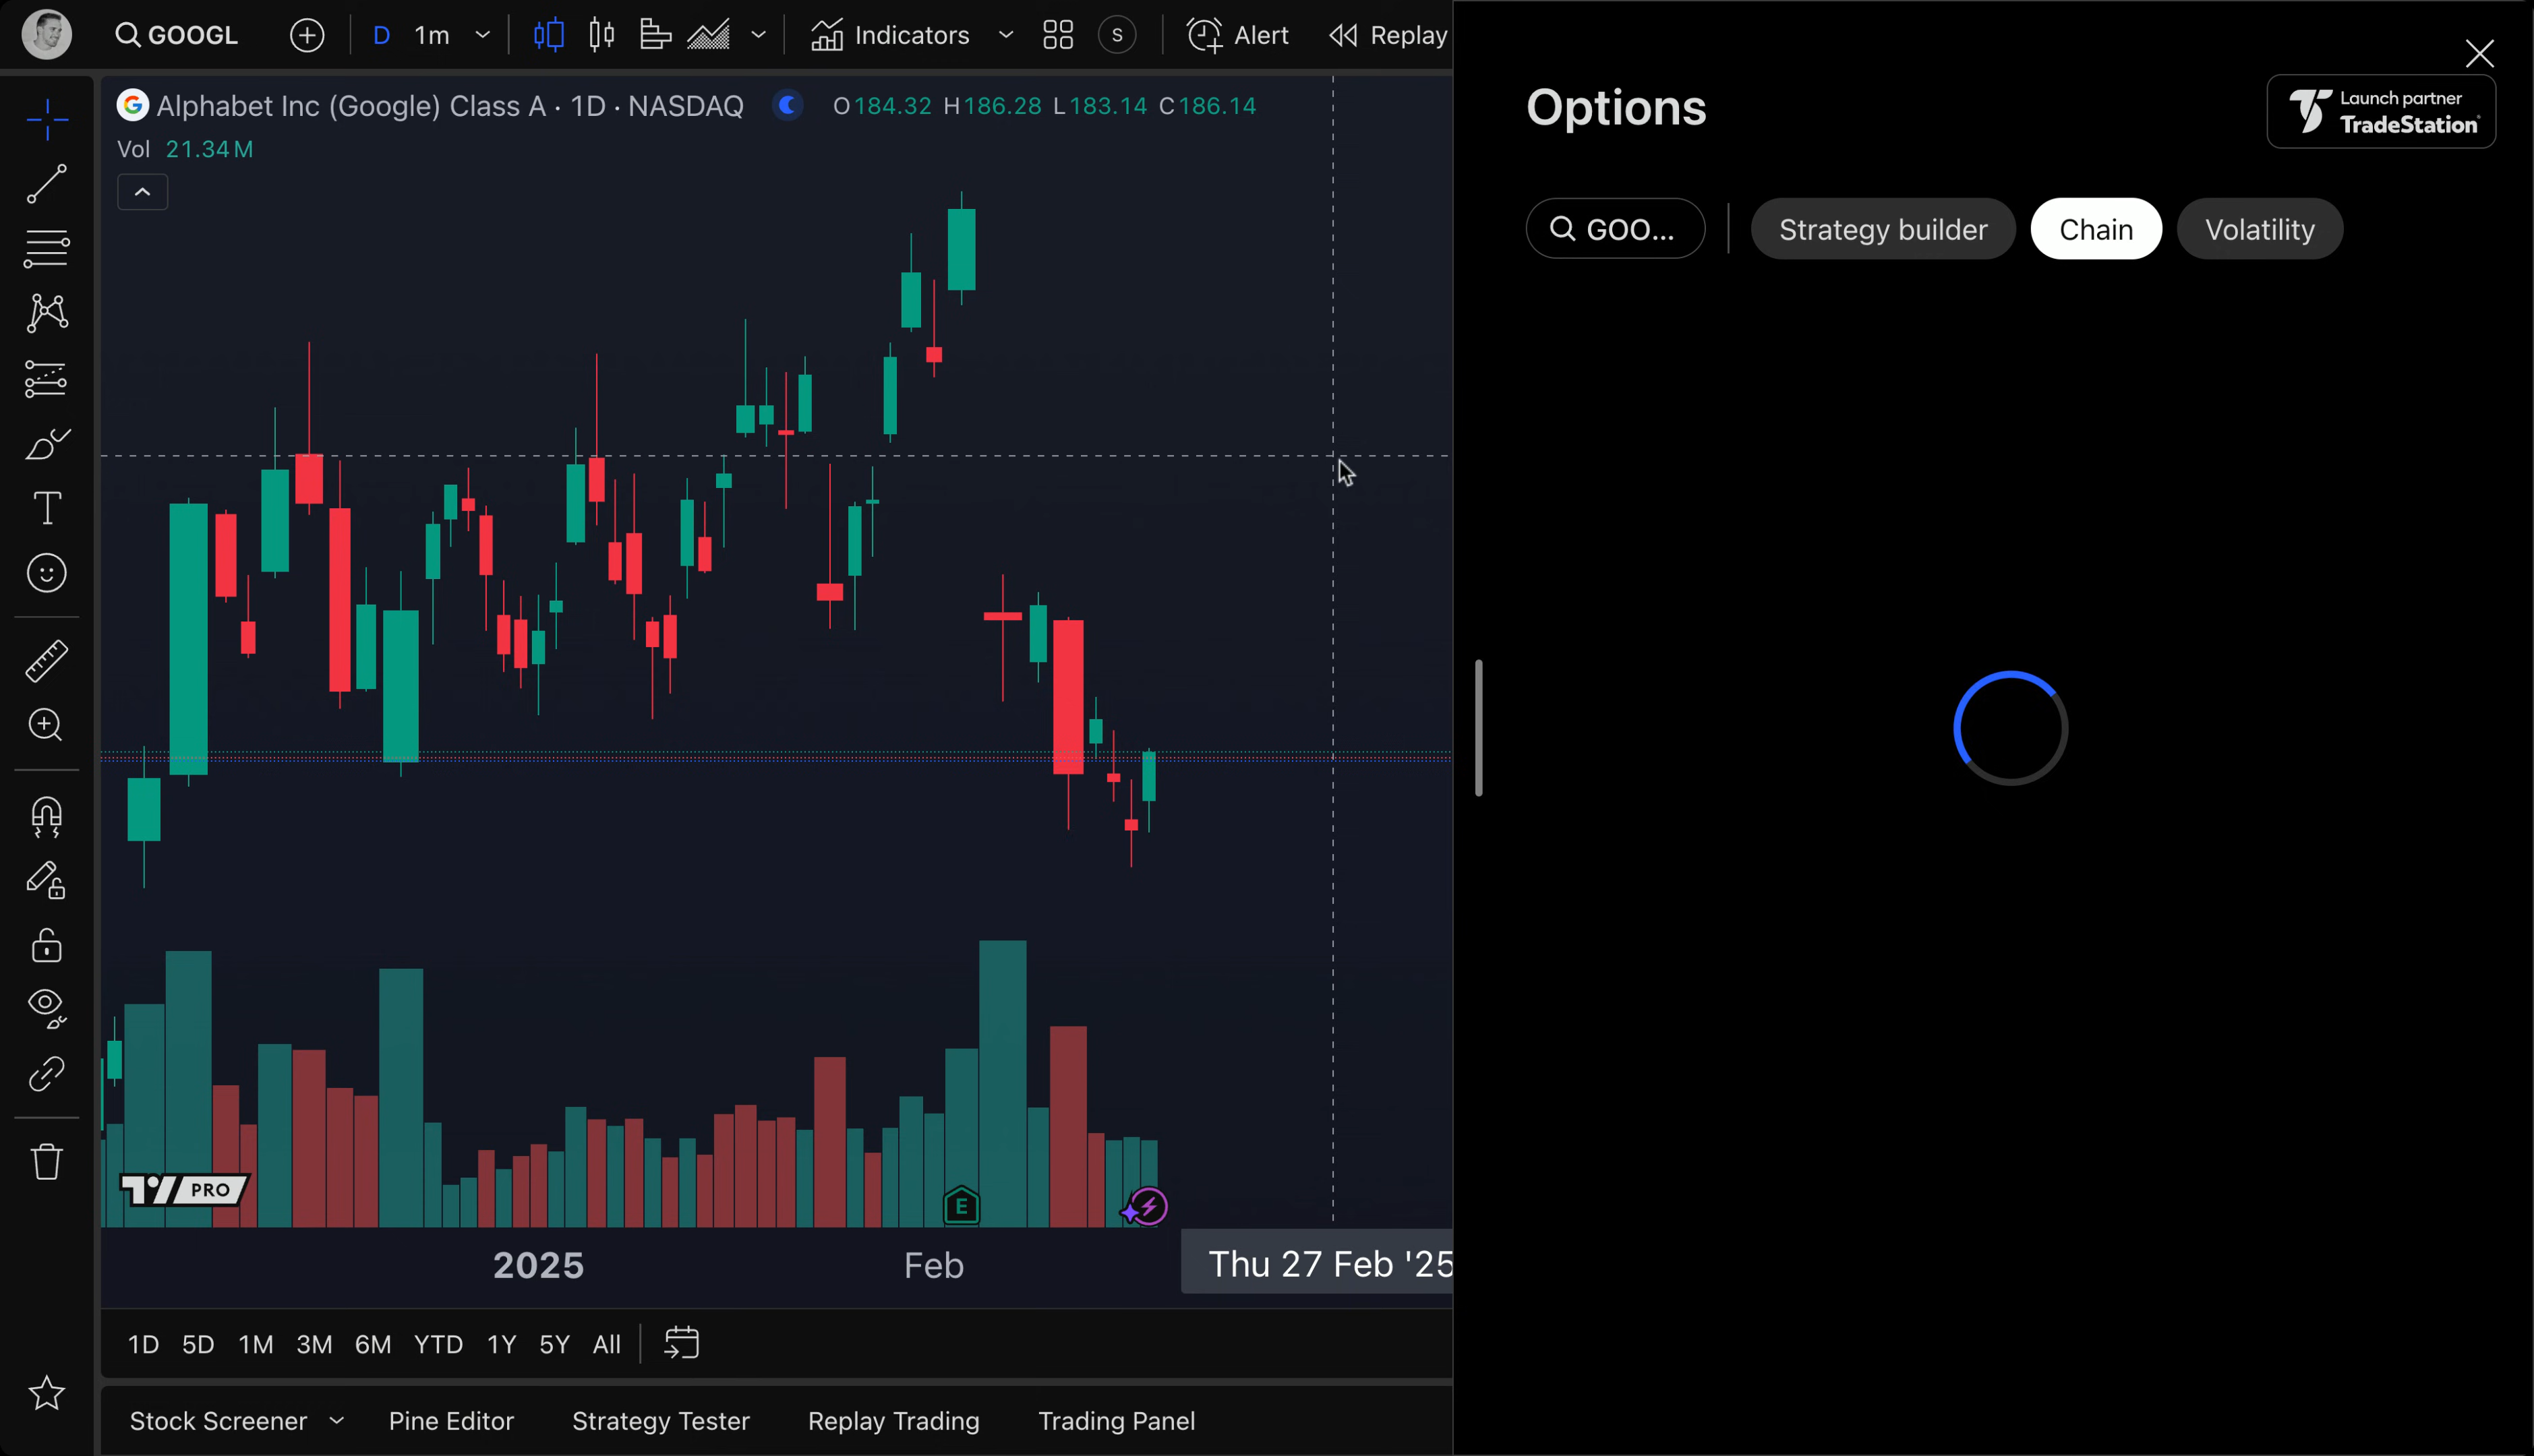 GOOGL
D 1m
Indicators
S
Alert
Replay
Alphabet Inc (Google) Class A · 1D · NASDAQ
O184.32 H186.28 L183.14 C186.14
Vol 21.34M
PRO
E
2025
Feb
Thu 27 Feb '25
1D 5D 1M 3M 6M YTD 1Y 5Y All
Stock Screener Pine Editor Strategy Tester Replay Trading Trading Panel
Options
Launch partner
TradeStation
GOO... Strategy builder Chain Volatility